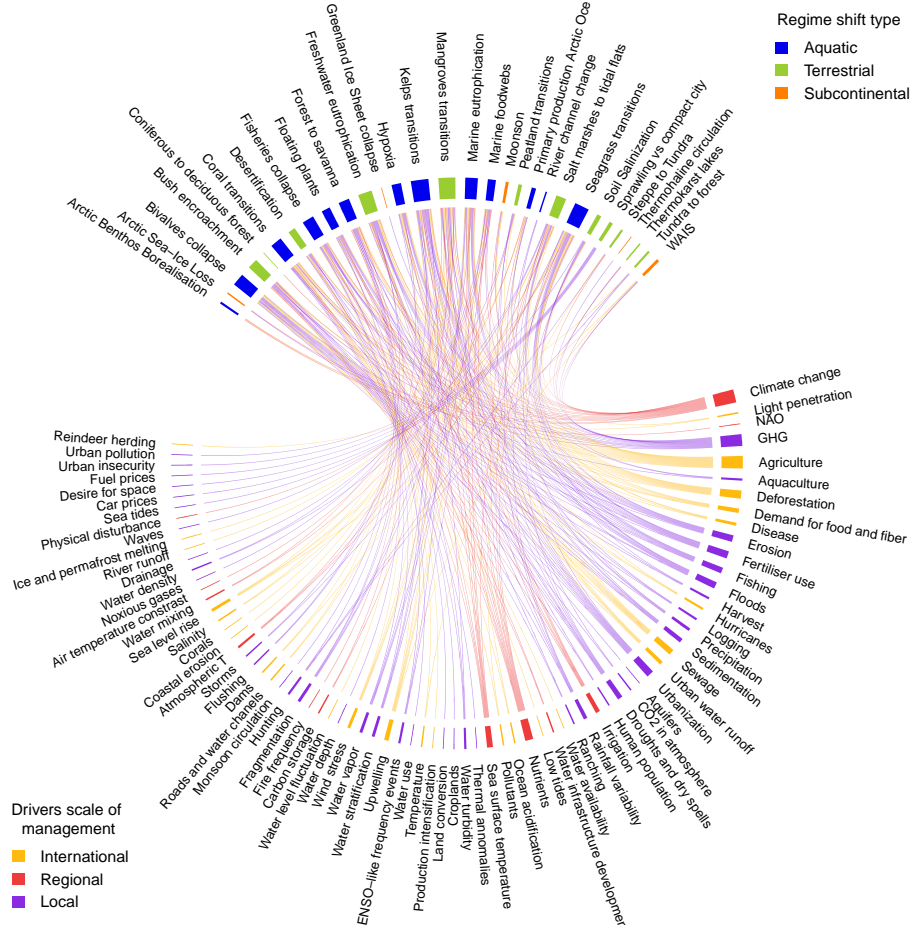 Regime shift type
Aquatic
Terrestrial
Subcontinental
Arctic Benthos Borealisation
Arctic Sea−Ice Loss
Bivalves collapse
Bush encroachment
Coniferous to deciduous forest
Coral transitions
Desertification
Fisheries collapse
Floating plants
Forest to savanna
Freshwater eutrophication
Greenland Ice Sheet collapse
Hypoxia
Kelps transitions
Mangroves transitions
Marine eutrophication
Marine foodwebs
Moonson
Peatland transitions
Primary production Arctic Oce
River channel change
Salt marshes to tidal flats
Seagrass transitions
Soil Salinization
Sprawling vs compact city
Steppe to Tundra
Thermohaline circulation
Thermokarst lakes
Tundra to forest
WAIS
Climate change
Light penetration
NAO
GHG
Agriculture
Aquaculture
Deforestation
Demand for food and fiber
Disease
Erosion
Fertiliser use
Fishing
Floods
Harvest
Hurricanes
Logging
Precipitation
Sedimentation
Sewage
Urban water runoff
Urbanization
Aquifers
CO2 in atmosphere
Droughts and dry spells
Human population
Irrigation
Rainfall variability
Ranching
Water availability
Water infrastructure developmen
Low tides
Nutrients
Ocean acidification
Pollutants
Sea surface temperature
Thermal annomalies
Water turbidity
Croplands
Land conversion
Production intensification
Temperature
Water use
ENSO−like frequency events
Upwelling
Water stratification
Water vapor
Wind stress
Water depth
Water level fluctuation
Carbon storage
Fire frequency
Fragmentation
Hunting
Monsoon circulation
Roads and water chanels
Dams
Flushing
Storms
Atmospheric T
Coastal erosion
Corals
Salinity
Sea level rise
Water mixing
Air temperature constrast
Noxious gases
Water density
Drainage
River runoff
Ice and permafrost melting
Waves
Physical disturbance
Sea tides
Car prices
Desire for space
Fuel prices
Urban insecurity
Urban pollution
Reindeer herding
Drivers scale of
management
International
Regional
Local